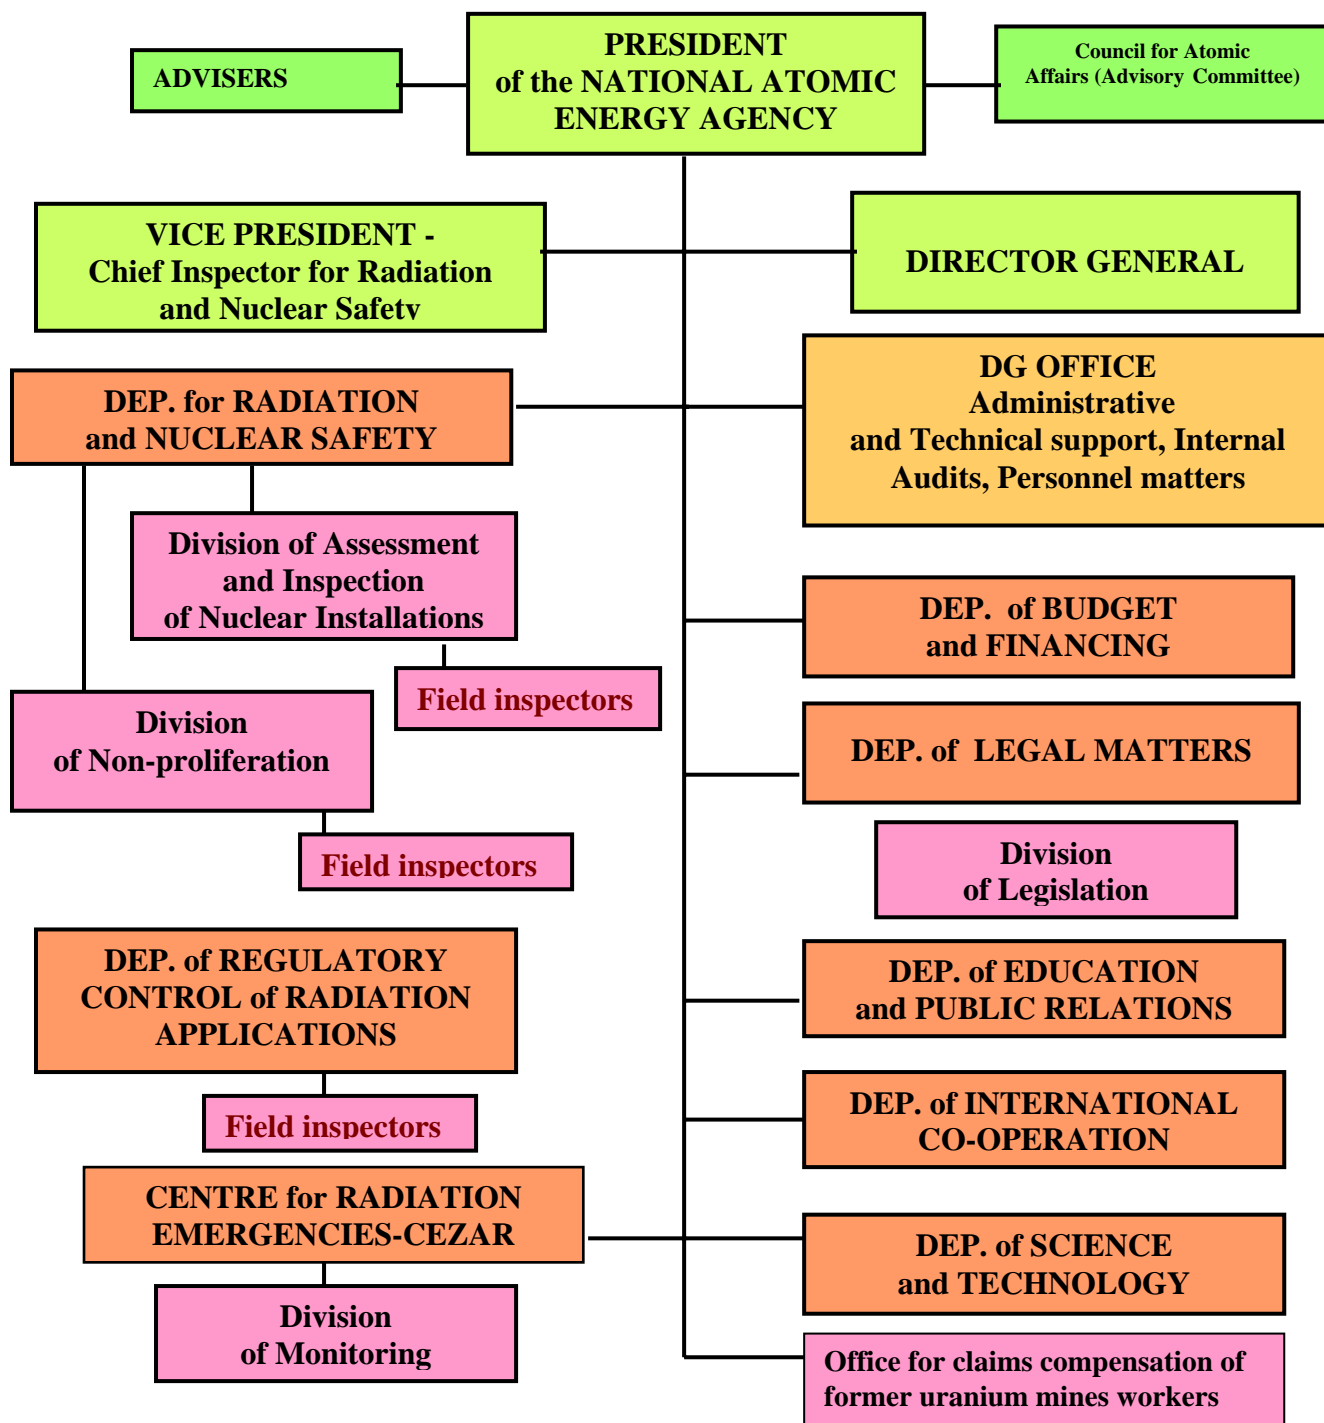 PRESIDENT
of the NATIONAL ATOMIC
ENERGY AGENCY
ADVISERS
Council for Atomic
Affairs (Advisory Committee)
VICE PRESIDENT -
Chief Inspector for Radiation
and Nuclear Safety
DIRECTOR GENERAL
DEP. for RADIATION
and NUCLEAR SAFETY
DG OFFICE
Administrative
and Technical support, Internal
Audits, Personnel matters
Division of Assessment
and Inspection
of Nuclear Installations
Field inspectors
Division
of Non-proliferation
Field inspectors
DEP. of BUDGET
and FINANCING
DEP. of LEGAL MATTERS
Division
of Legislation
DEP. of REGULATORY
CONTROL of RADIATION
APPLICATIONS
Field inspectors
DEP. of EDUCATION
and PUBLIC RELATIONS
DEP. of INTERNATIONAL
CO-OPERATION
CENTRE for RADIATION
EMERGENCIES-CEZAR
Division
of Monitoring
DEP. of SCIENCE
and TECHNOLOGY
Office for claims compensation of
former uranium mines workers